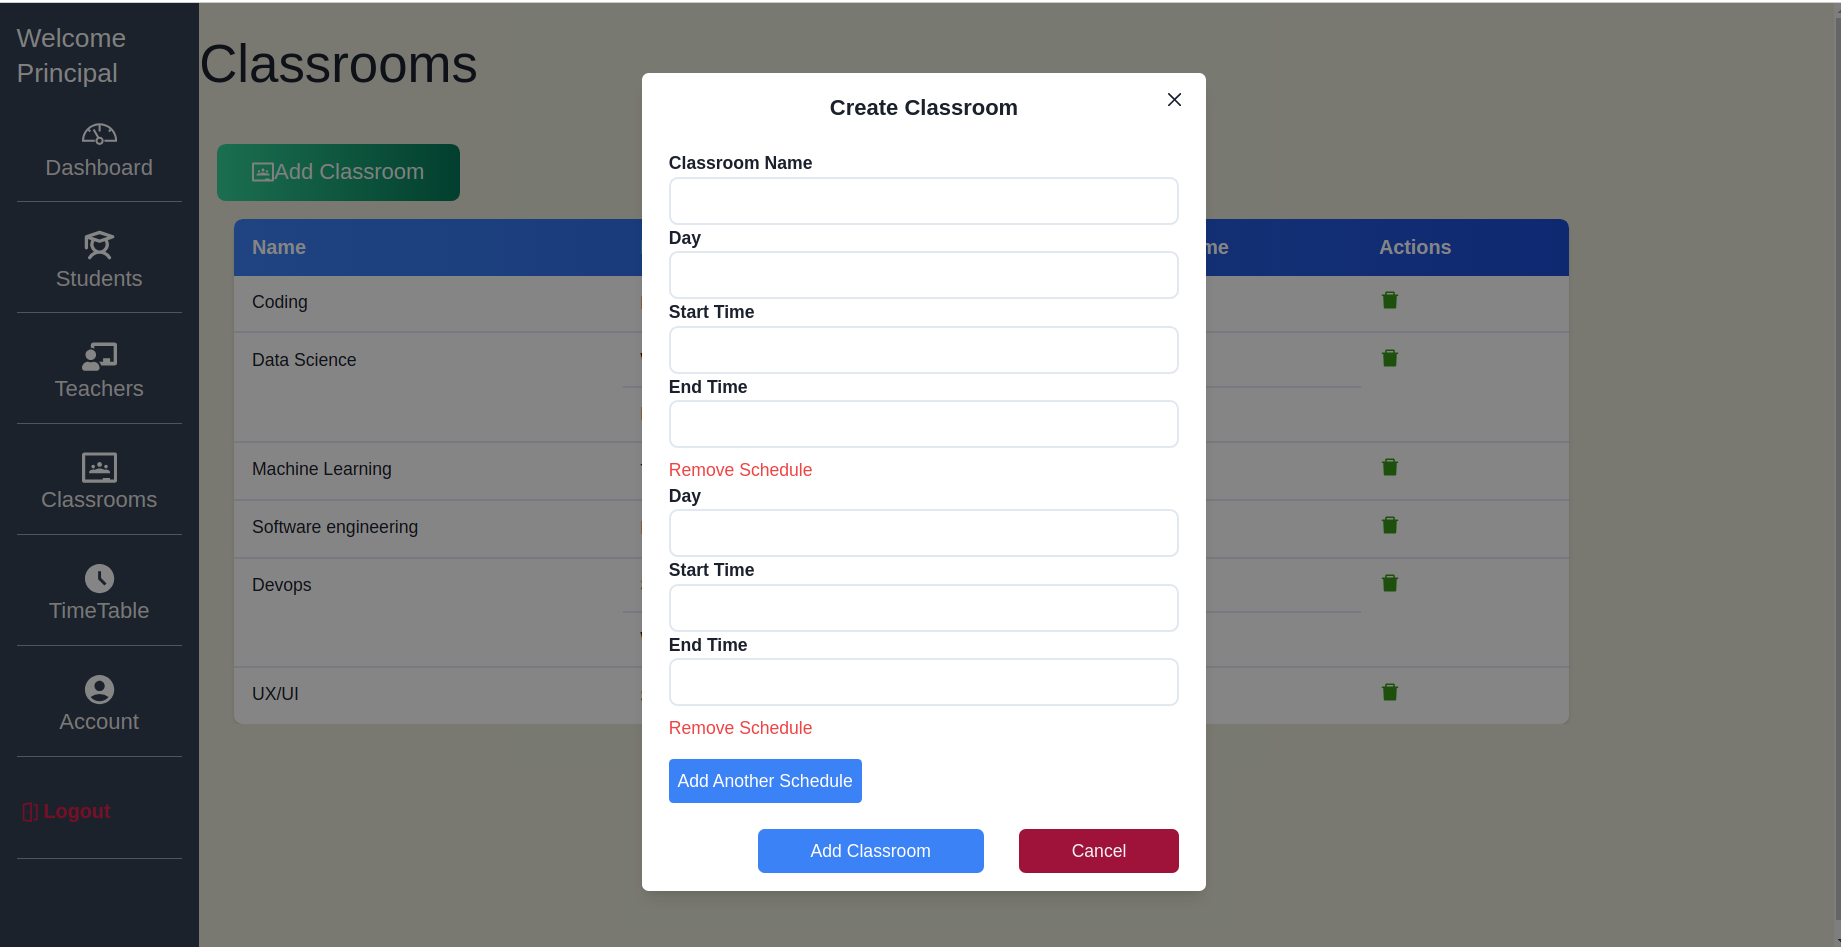 Welcome
Principal
Dashboard
Students
Teachers
Classrooms
TimeTable
Account
Logout
Classrooms
Add Classroom
Name
Actions
Coding
Data Science
Machine Learning
Software engineering
Devops
UX/UI
Create Classroom
Classroom Name
Day
Start Time
End Time
Remove Schedule
Day
Start Time
End Time
Remove Schedule
Add Another Schedule
Add Classroom Cancel